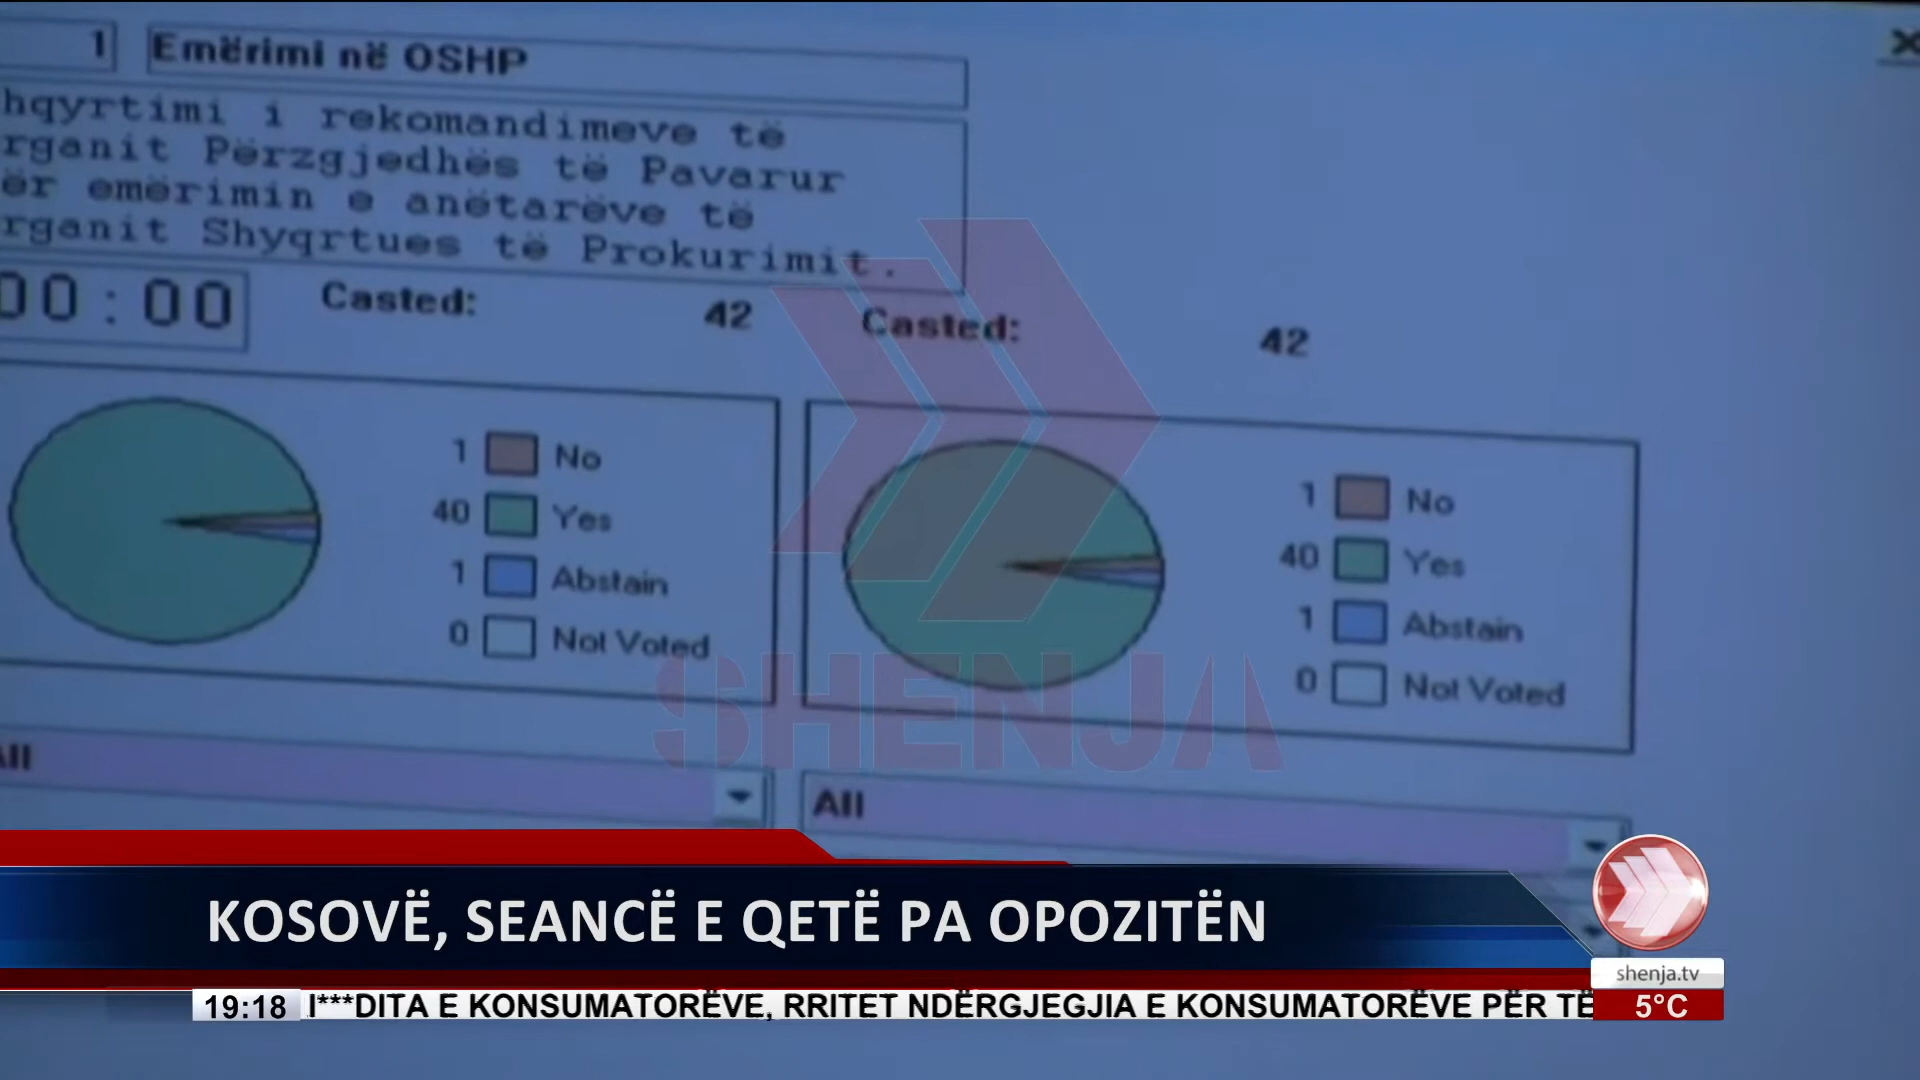 1 Emërimi në OSHP
hqyrtimi i rekomandimeve të
rganit Përzgjedhës të Pavarur
ër emërimin e anëtarëve të
rganit Shyqrtues të Prokurimit.
00:00 Casted: 42 Casted: 42
1 No
40 Yes
1 Abstain
0 Not Voted
1 No
40 Yes
1 Abstain
0 Not Voted
All
All
SHENJA
KOSOVË, SEANCË E QETË PA OPOZITËN
shenja.tv
19:18 I***DITA E KONSUMATORËVE, RRITET NDËRGJEGJIA E KONSUMATORËVE PËR TË 5°C